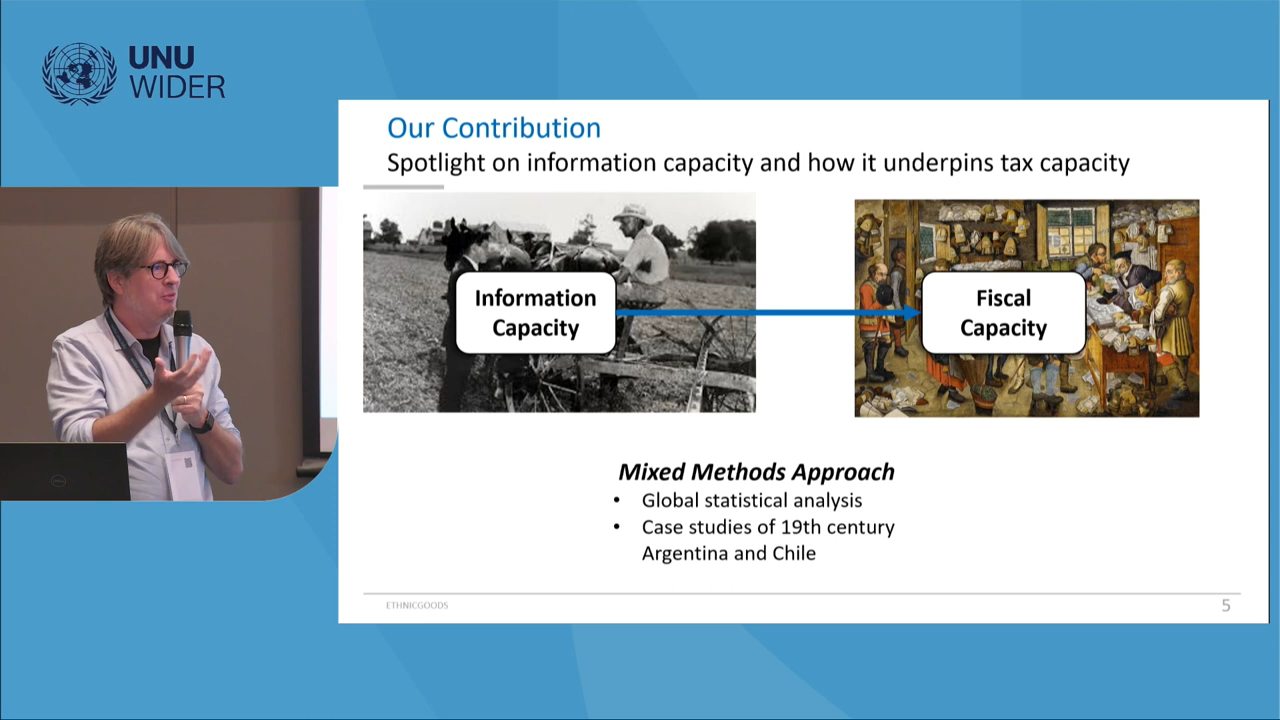 UNU
WIDER
Our Contribution
Spotlight on information capacity and how it underpins tax capacity
Information
Capacity
Fiscal
Capacity
Mixed Methods Approach
• Global statistical analysis
• Case studies of 19th century
Argentina and Chile
ETHNICGOODS
5